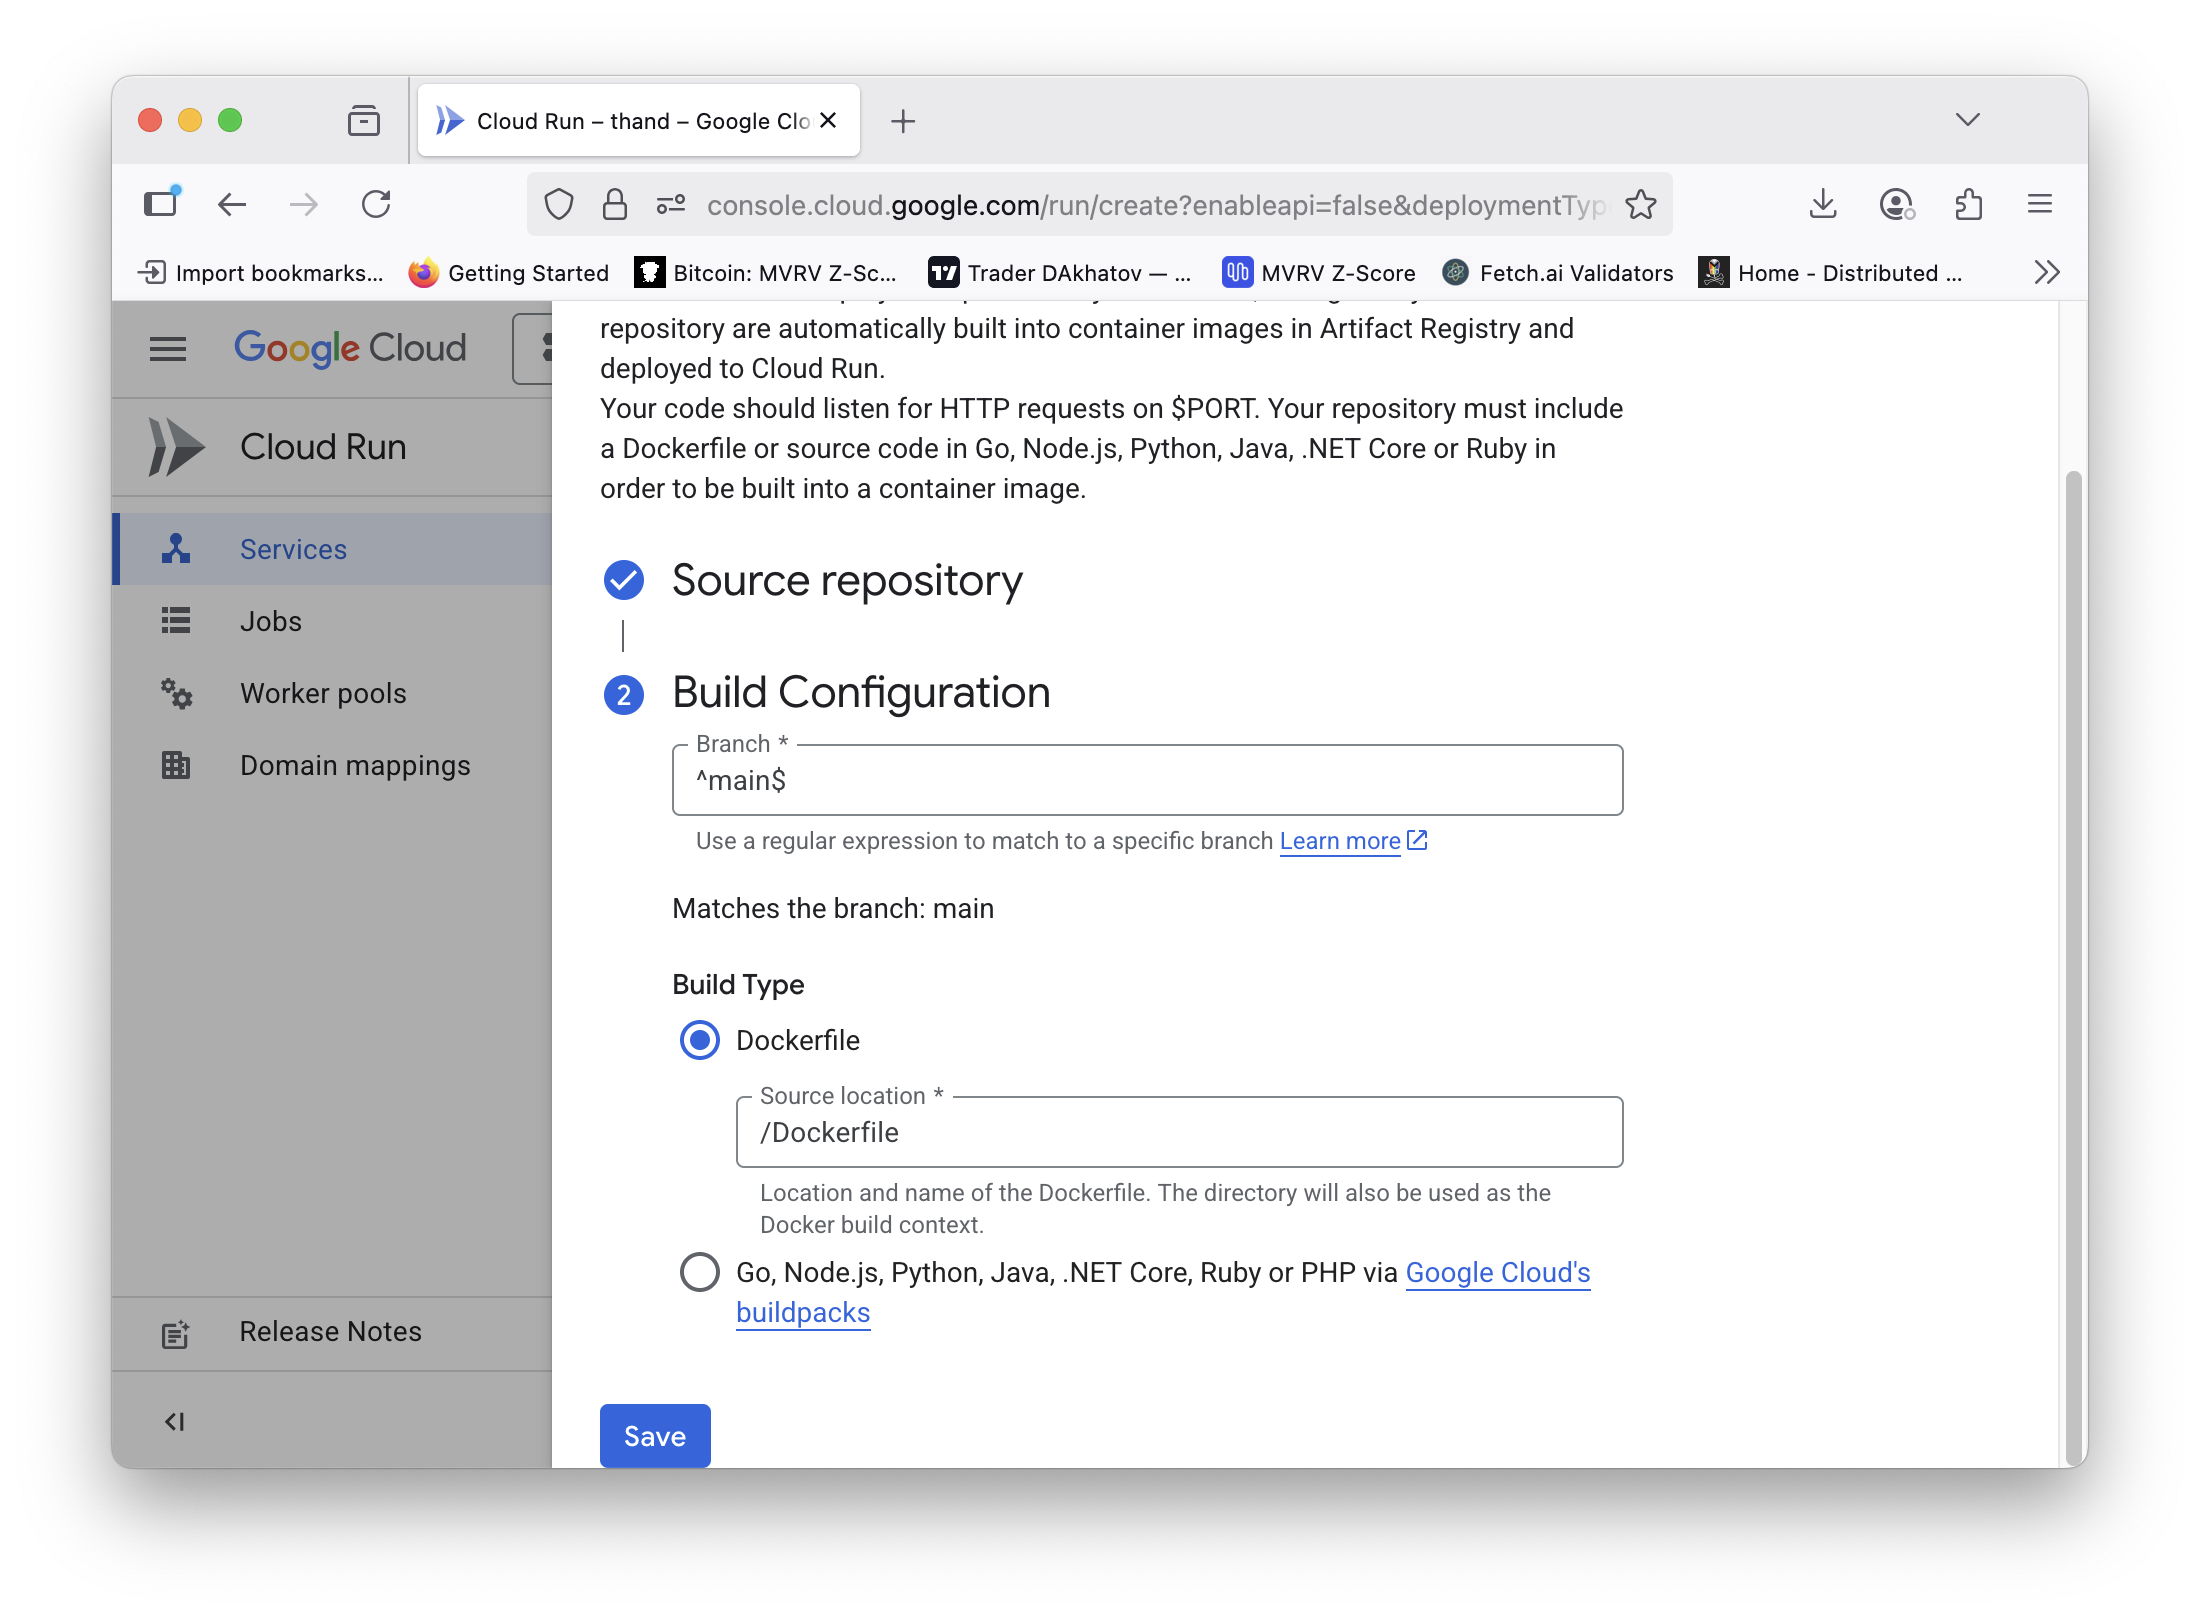 Cloud Run – thand – Google Clo
console.cloud.google.com/run/create?enableapi=false&deploymentTyp
Import bookmarks...
Getting Started
Bitcoin: MVRV Z-Sc...
Trader DAkhatov — ...
MVRV Z-Score
Fetch.ai Validators
Home - Distributed ...
Google Cloud
Cloud Run
Services
Jobs
Worker pools
Domain mappings
Release Notes
repository are automatically built into container images in Artifact Registry and
deployed to Cloud Run.
Your code should listen for HTTP requests on $PORT. Your repository must include
a Dockerfile or source code in Go, Node.js, Python, Java, .NET Core or Ruby in
order to be built into a container image.
Source repository
2 Build Configuration
Branch *
^main$
Use a regular expression to match to a specific branch Learn more
Matches the branch: main
Build Type
Dockerfile
Source location *
/Dockerfile
Location and name of the Dockerfile. The directory will also be used as the
Docker build context.
Go, Node.js, Python, Java, .NET Core, Ruby or PHP via Google Cloud's
buildpacks
Save